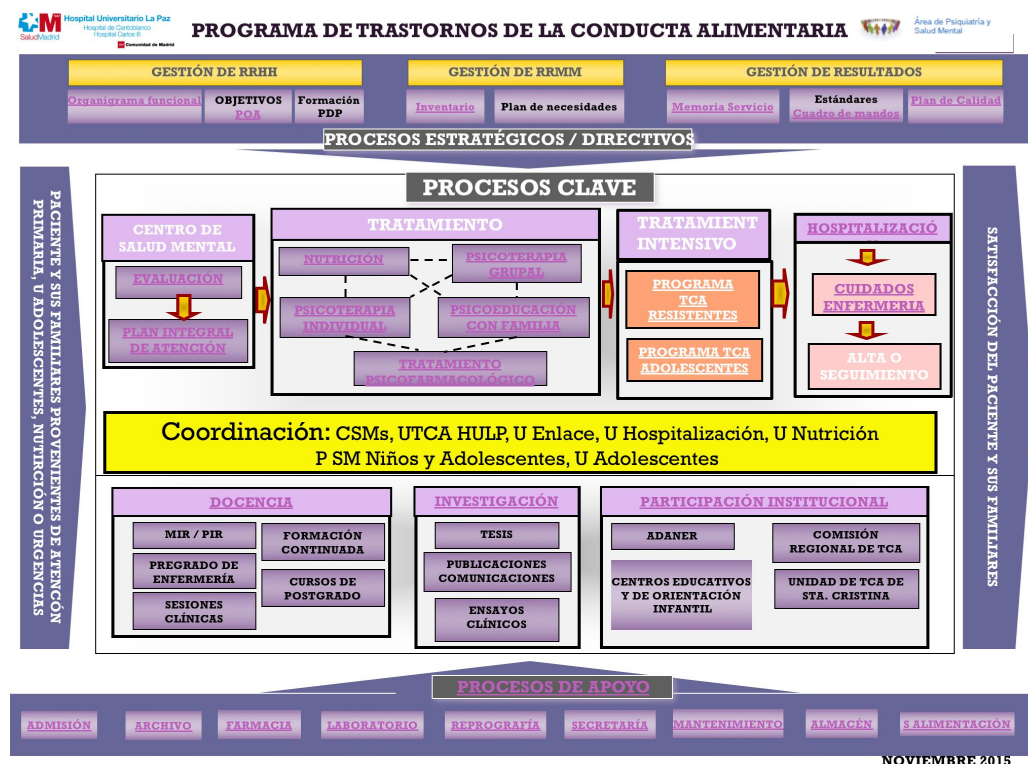 SaludMadrid
Hospital Universitario La Paz
Hospital de Cantoblanco
Hospital Carlos III
Comunidad de Madrid
PROGRAMA DE TRASTORNOS DE LA CONDUCTA ALIMENTARIA
Área de Psiquiatría y
Salud Mental
GESTIÓN DE RRHH
GESTIÓN DE RRMM
GESTIÓN DE RESULTADOS
Organigrama funcional
OBJETIVOS
POA
Formación
PDP
Inventario
Plan de necesidades
Memoria Servicio
Estándares
Cuadro de mandos
Plan de Calidad
PROCESOS ESTRATÉGICOS / DIRECTIVOS
PACIENTE Y SUS FAMILIARES PROVENIENTES DE ATENCÓN
PRIMARIA, U ADOLESCENTES, NUTIRCIÓN O URGENCIAS
PROCESOS CLAVE
CENTRO DE
SALUD MENTAL
EVALUACIÓN
PLAN INTEGRAL
DE ATENCIÓN
TRATAMIENTO
NUTRICIÓN
PSICOTERAPIA
GRUPAL
PSICOTERAPIA
INDIVIDUAL
PSICOEDUCACIÓN
CON FAMILIA
TRATAMIENTO
PSICOFARMACOLÓGICO
TRATAMIENT
INTENSIVO
PROGRAMA
TCA
RESISTENTES
PROGRAMA TCA
ADOLESCENTES
HOSPITALIZACIÓ
CUIDADOS
ENFERMERIA
ALTA O
SEGUIMIENTO
SATISFACCIÓN DEL PACIENTE Y SUS FAMILIARES
Coordinación: CSMs, UTCA HULP, U Enlace, U Hospitalización, U Nutrición
P SM Niños y Adolescentes, U Adolescentes
DOCENCIA
MIR / PIR
PREGRADO DE
ENFERMERÍA
SESIONES
CLÍNICAS
FORMACIÓN
CONTINUADA
CURSOS DE
POSTGRADO
INVESTIGACIÓN
TESIS
PUBLICACIONES
COMUNICACIONES
ENSAYOS
CLÍNICOS
PARTICIPACIÓN INSTITUCIONAL
ADANER
CENTROS EDUCATIVOS
Y DE ORIENTACIÓN
INFANTIL
COMISIÓN
REGIONAL DE TCA
UNIDAD DE TCA DE
STA. CRISTINA
PROCESOS DE APOYO
ADMISIÓN
ARCHIVO
FARMACIA
LABORATORIO
REPROGRAFÍA
SECRETARÍA
MANTENIMIENTO
ALMACÉN
S ALIMENTACIÓN
NOVIEMBRE 2015